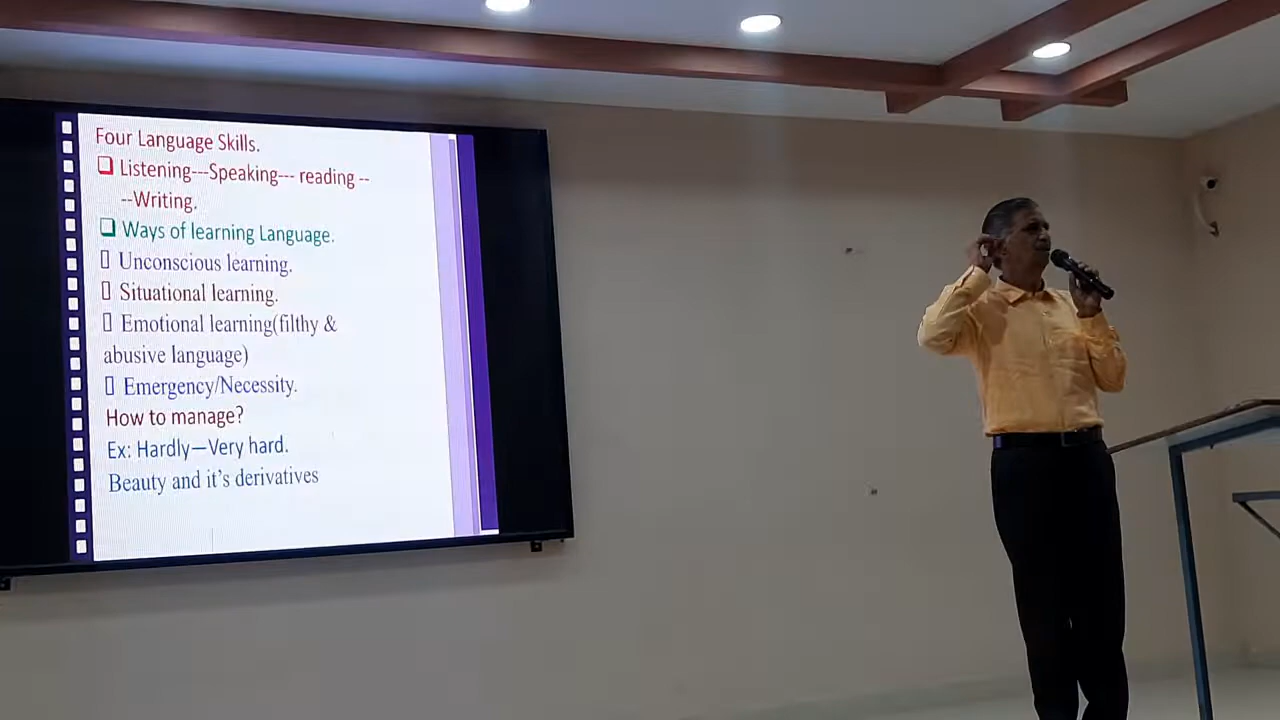 Four Language Skills.
❑ Listening---Speaking--- reading --
--Writing.
❑ Ways of learning Language.
▯ Unconscious learning.
▯ Situational learning.
▯ Emotional learning(filthy &
abusive language)
▯ Emergency/Necessity.
How to manage?
Ex: Hardly—Very hard.
Beauty and it's derivatives